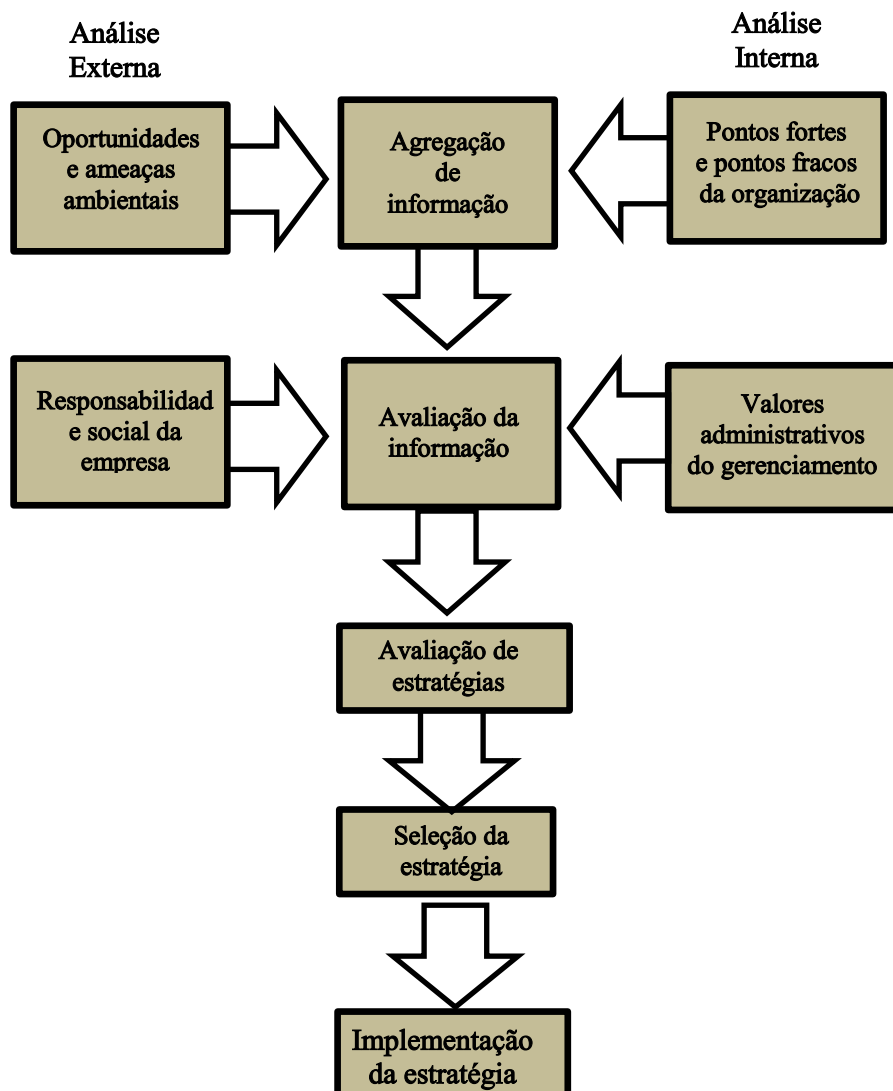 Análise
Externa
Análise
Interna
Oportunidades
e ameaças
ambientais
Agregação
de
informação
Pontos fortes
e pontos fracos
da organização
Responsabilidad
e social da
empresa
Avaliação da
informação
Valores
administrativos
do gerenciamento
Avaliação de
estratégias
Seleção da
estratégia
Implementação
da estratégia